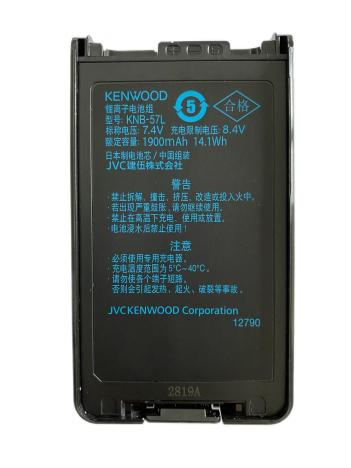 KENWOOD
锂离子电池组
型号: KNB-57L
标称电压: 7.4V 充电限制电压: 8.4V
额定容量: 1900mAh 14.1Wh
日本制电池芯/中国组装
JVC建伍株式会社
5
合格
警告
·禁止拆解、撞击、挤压、改造或投入火中。
·若出现严重鼓胀,请勿继续使用。
·禁止在高温下充电、使用或放置。
·电池浸水后禁止使用!
注意
·必须使用专用充电器。
·充电温度范围为5℃~40℃。
·请勿使各个端子短路。
否则会引起发热、起火、破裂等事故。
JVCKENWOOD Corporation
12790
2819A